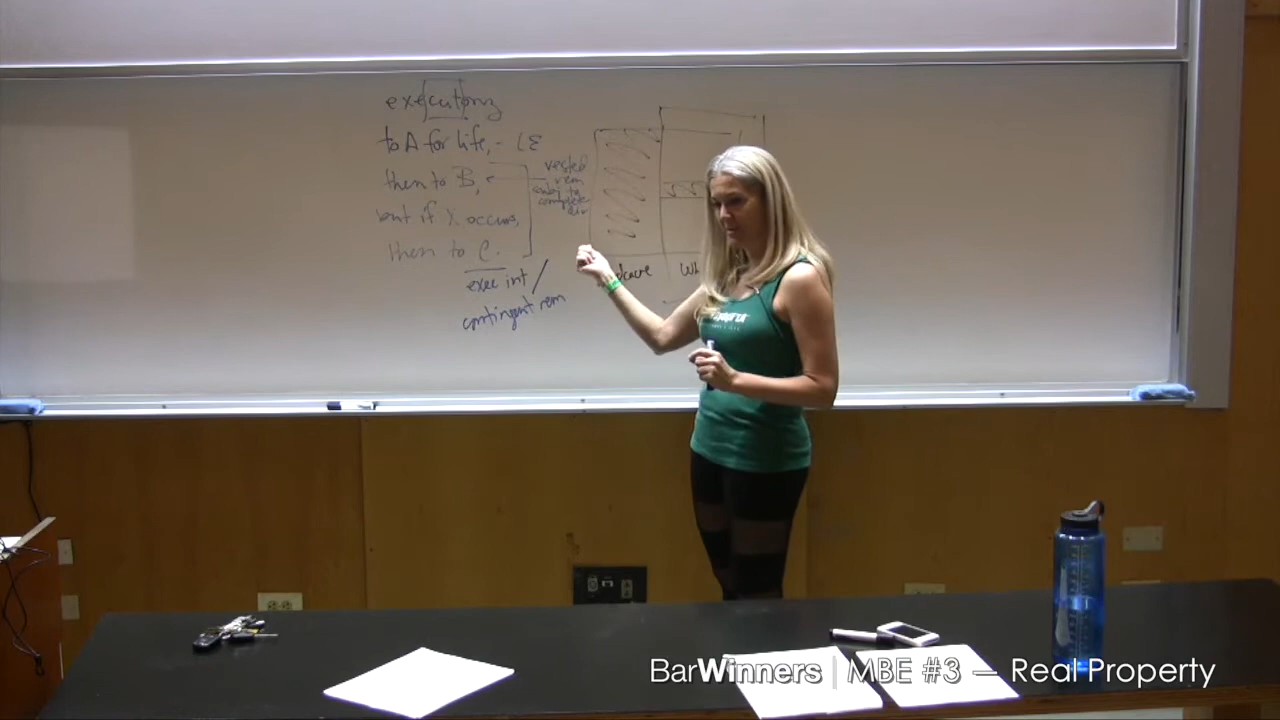 executory
to A for life, - LE
then to B,
but if X occurs,
then to C.
vested
rem
subj to
complete
div
exec int /
contingent rem
BarWinners | MBE #3 — Real Property